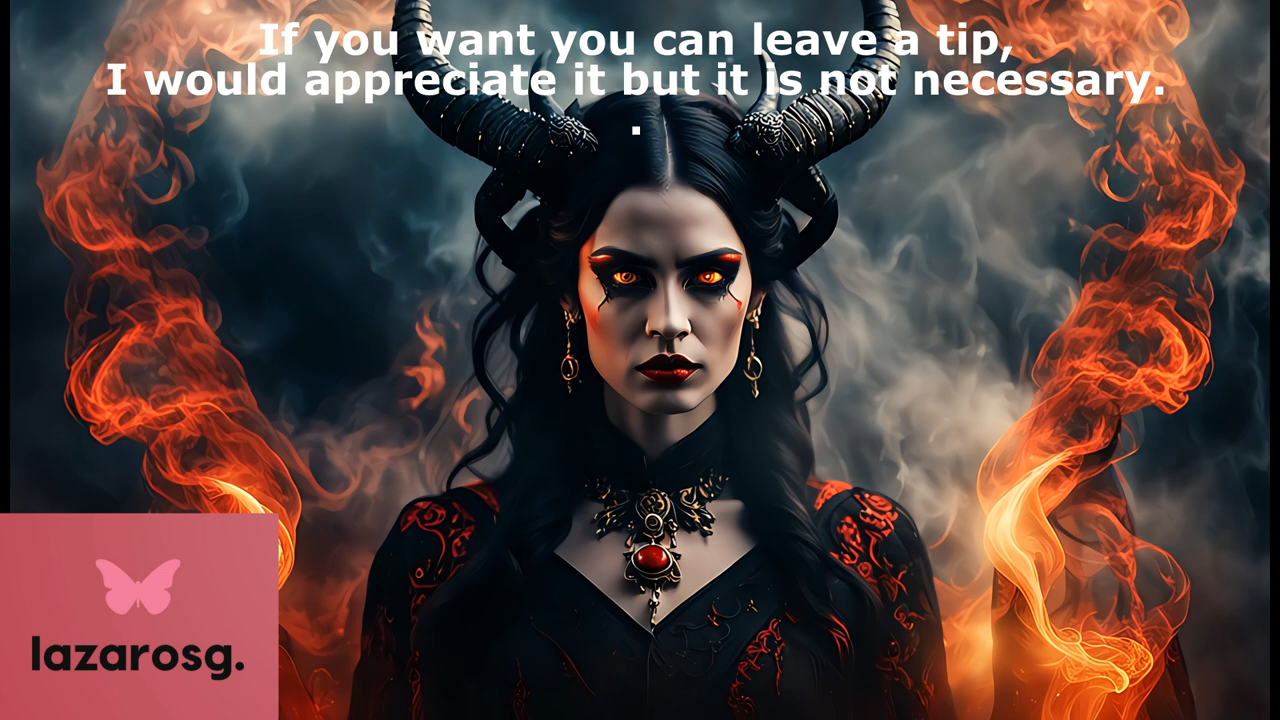 If you want you can leave a tip,
I would appreciate it but it is not necessary.
.
lazarosg.